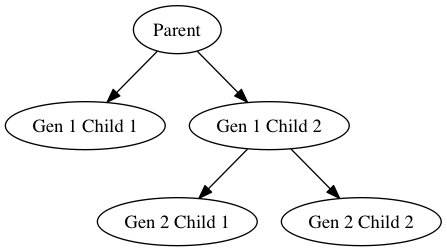 Parent
Gen 1 Child 1
Gen 1 Child 2
Gen 2 Child 1
Gen 2 Child 2